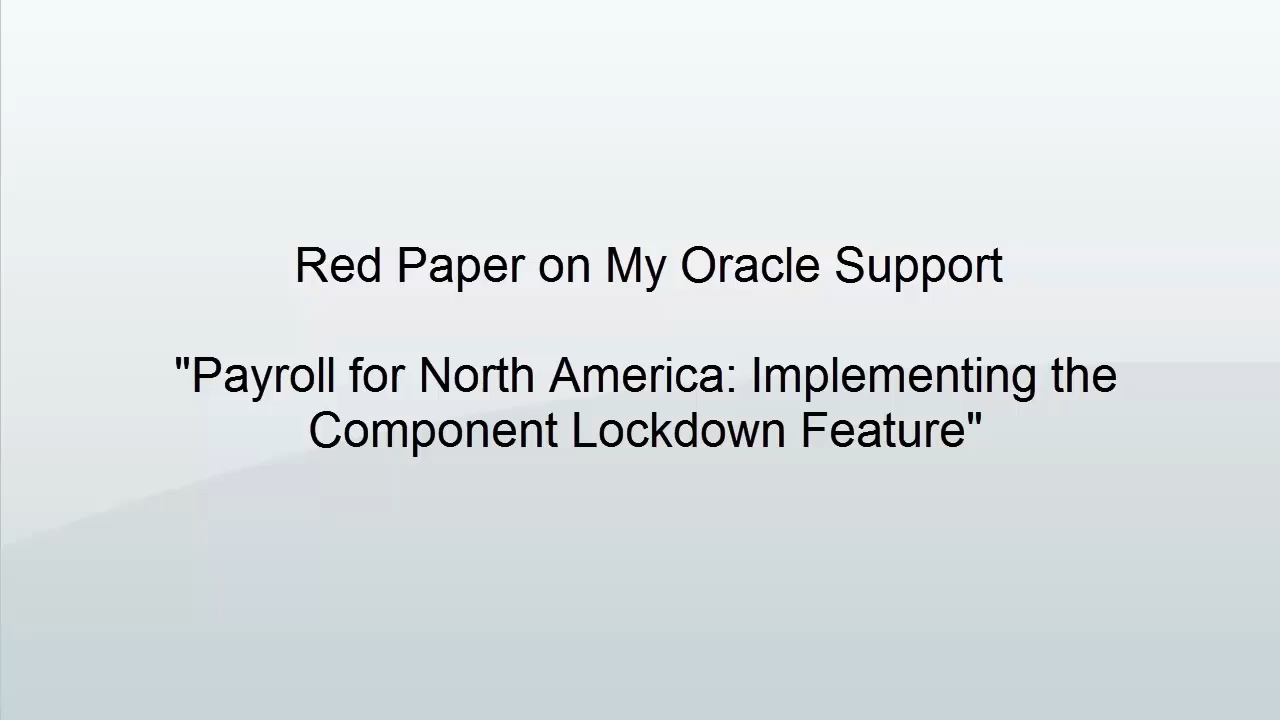 Red Paper on My Oracle Support
"Payroll for North America: Implementing the
Component Lockdown Feature"